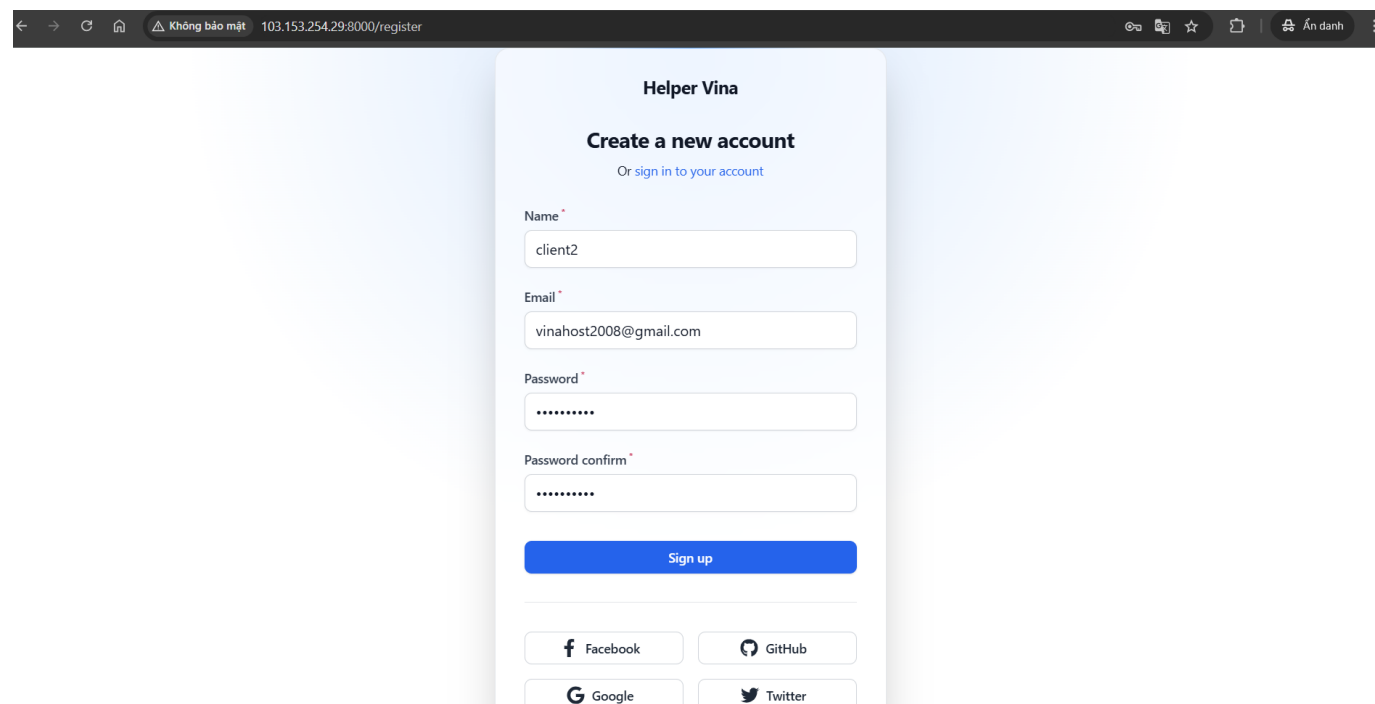 Không bảo mật 103.153.254.29:8000/register Ẩn danh
Helper Vina
Create a new account
Or sign in to your account
Name *
client2
Email *
vinahost2008@gmail.com
Password *
••••••••••
Password confirm *
••••••••••
Sign up
Facebook GitHub
Google Twitter